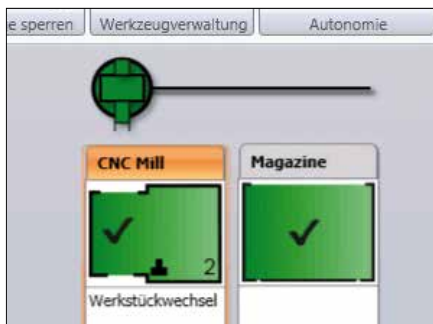 e sperren
Werkzeugverwaltung
Autonomie
CNC Mill
Magazine
2
Werkstückwechsel